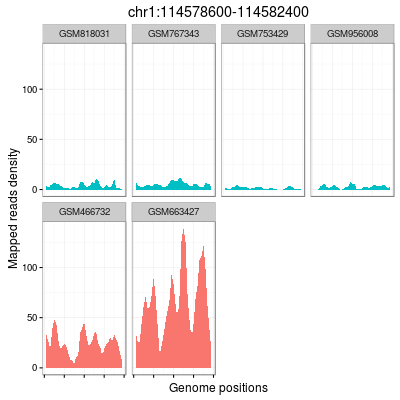 chr1:114578600-114582400
GSM818031 GSM767343 GSM753429 GSM956008
100
50
0
GSM466732 GSM663427
100
50
0
Mapped reads density
Genome positions